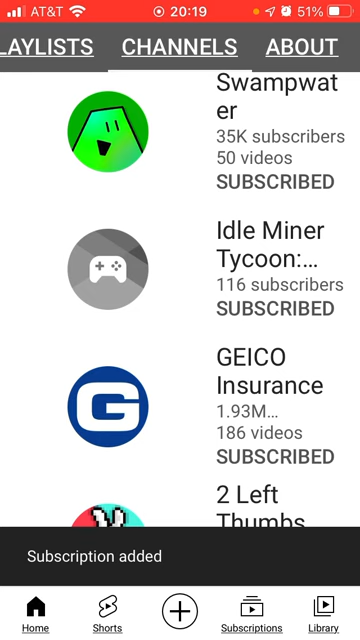 AT&T 20:19 51%
LAYLISTS CHANNELS ABOUT
Swampwat
er
35K subscribers
50 videos
SUBSCRIBED
Idle Miner
Tycoon:...
116 subscribers
SUBSCRIBED
G
GEICO
Insurance
1.93M...
186 videos
SUBSCRIBED
2 Left
Thumbs
Subscription added
Home Shorts Subscriptions Library